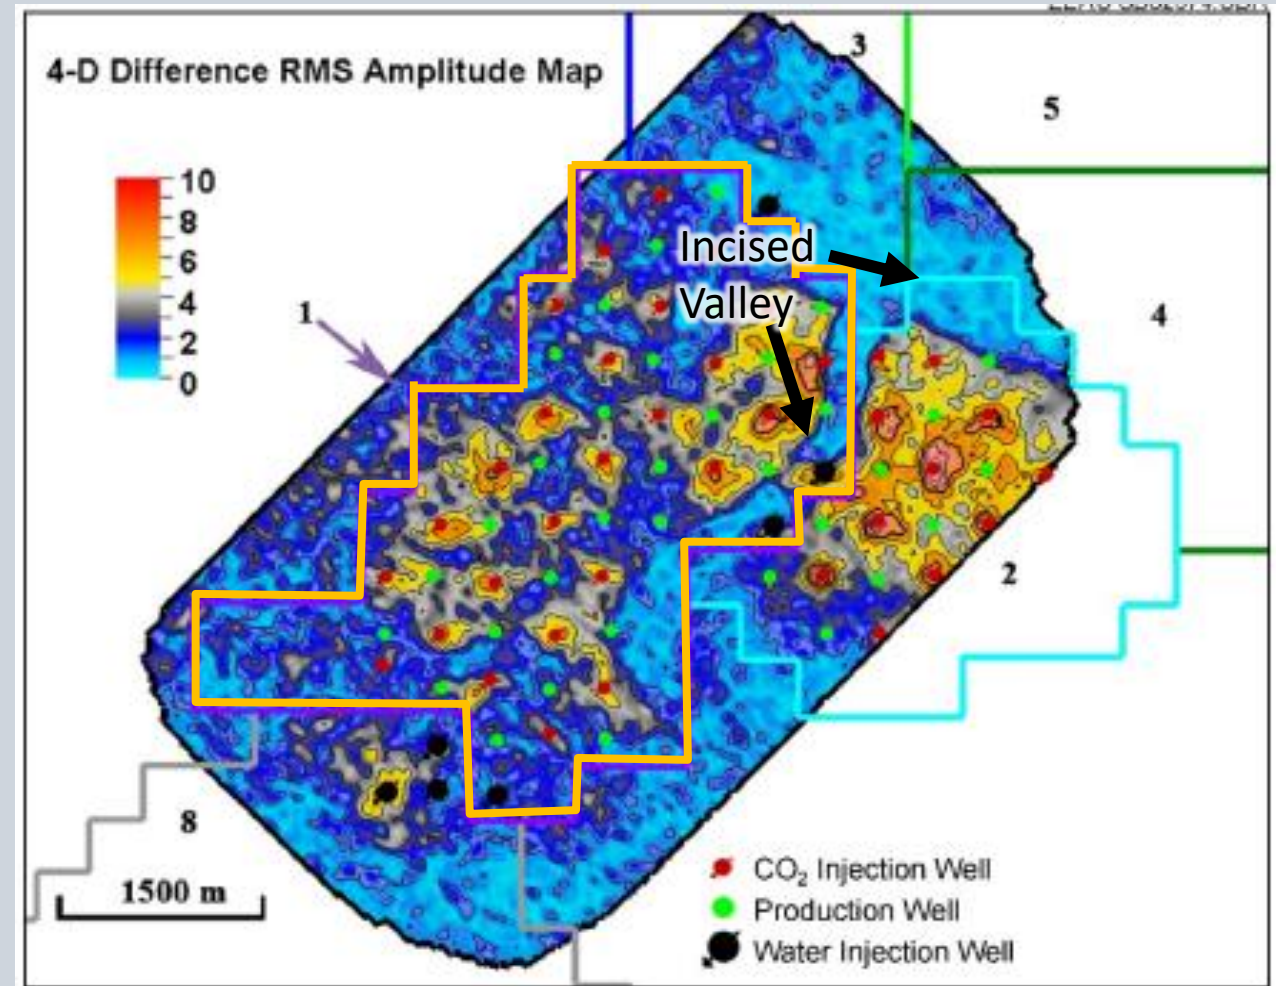 4-D Difference RMS Amplitude Map
3
5
10
8
6
4
2
0
Incised
Valley
1
4
2
8
1500 m
CO₂ Injection Well
Production Well
Water Injection Well